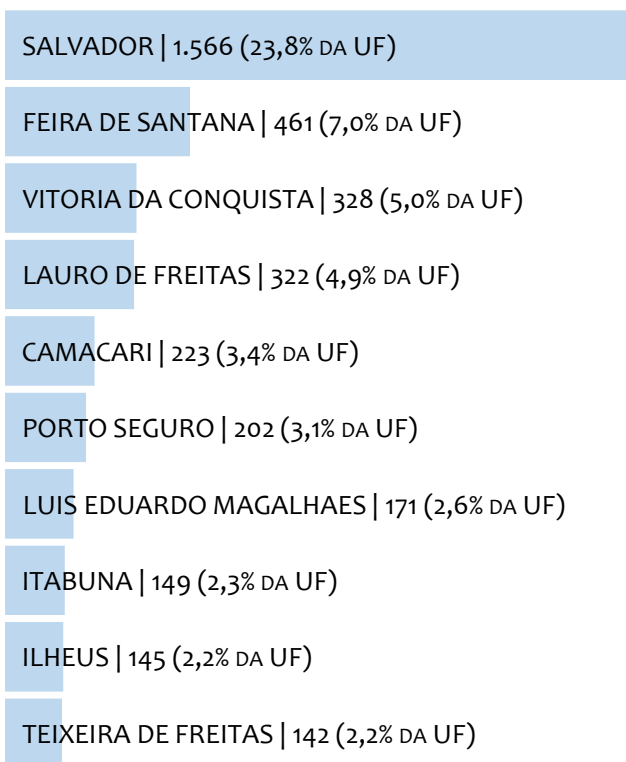 SALVADOR | 1.566 (23,8% DA UF)
FEIRA DE SANTANA | 461 (7,0% DA UF)
VITORIA DA CONQUISTA | 328 (5,0% DA UF)
LAURO DE FREITAS | 322 (4,9% DA UF)
CAMACARI | 223 (3,4% DA UF)
PORTO SEGURO | 202 (3,1% DA UF)
LUIS EDUARDO MAGALHAES | 171 (2,6% DA UF)
ITABUNA | 149 (2,3% DA UF)
ILHEUS | 145 (2,2% DA UF)
TEIXEIRA DE FREITAS | 142 (2,2% DA UF)